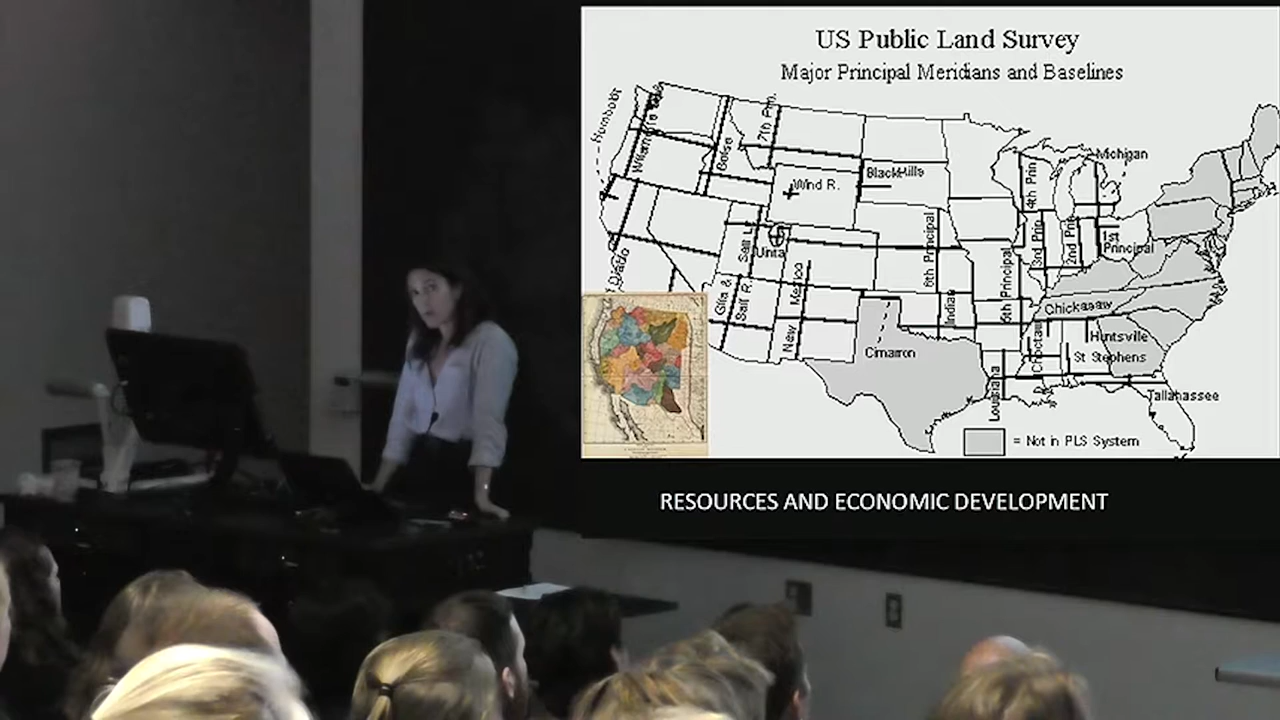 US Public Land Survey
Major Principal Meridians and Baselines
Humboldt
Willamette
Boise
7th Prin.
Wind R.
Black Hills
4th Prin
Michigan
Salt L.
Uinta
6th Principal
3rd Prin
2nd Prin
1st
Principal
Gila &
Salt R.
New Mexico
Indian
5th Principal
Chickasaw
Choctaw
Huntsville
St Stephens
Cimarron
Louisiana
Tallahassee
= Not in PLS System
RESOURCES AND ECONOMIC DEVELOPMENT